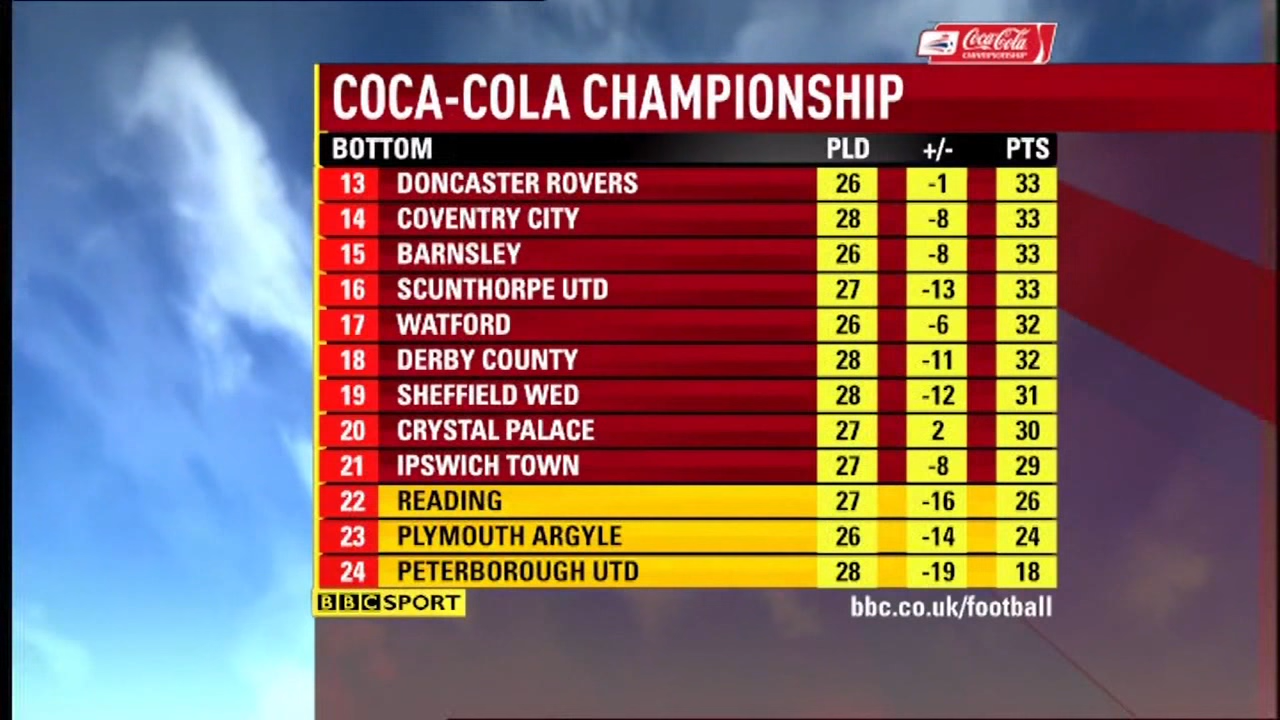 Coca-Cola
CHAMPIONSHIP
COCA-COLA CHAMPIONSHIP
BOTTOM PLD +/- PTS
13 DONCASTER ROVERS 26 -1 33
14 COVENTRY CITY 28 -8 33
15 BARNSLEY 26 -8 33
16 SCUNTHORPE UTD 27 -13 33
17 WATFORD 26 -6 32
18 DERBY COUNTY 28 -11 32
19 SHEFFIELD WED 28 -12 31
20 CRYSTAL PALACE 27 2 30
21 IPSWICH TOWN 27 -8 29
22 READING 27 -16 26
23 PLYMOUTH ARGYLE 26 -14 24
24 PETERBOROUGH UTD 28 -19 18
BBC SPORT bbc.co.uk/football